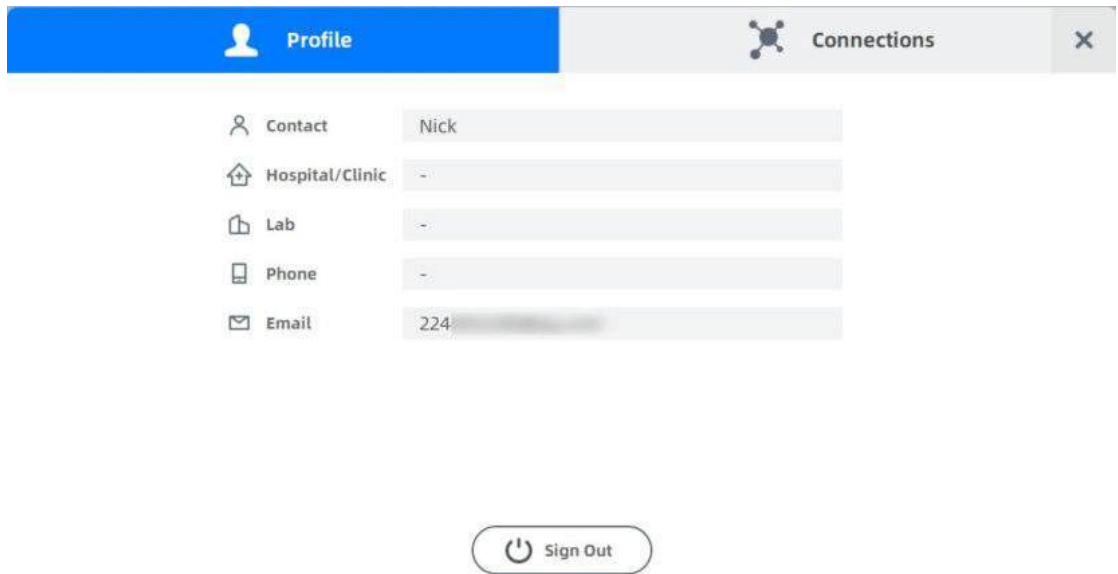 Profile
Connections
Contact Nick
Hospital/Clinic -
Lab -
Phone -
Email 224
Sign Out